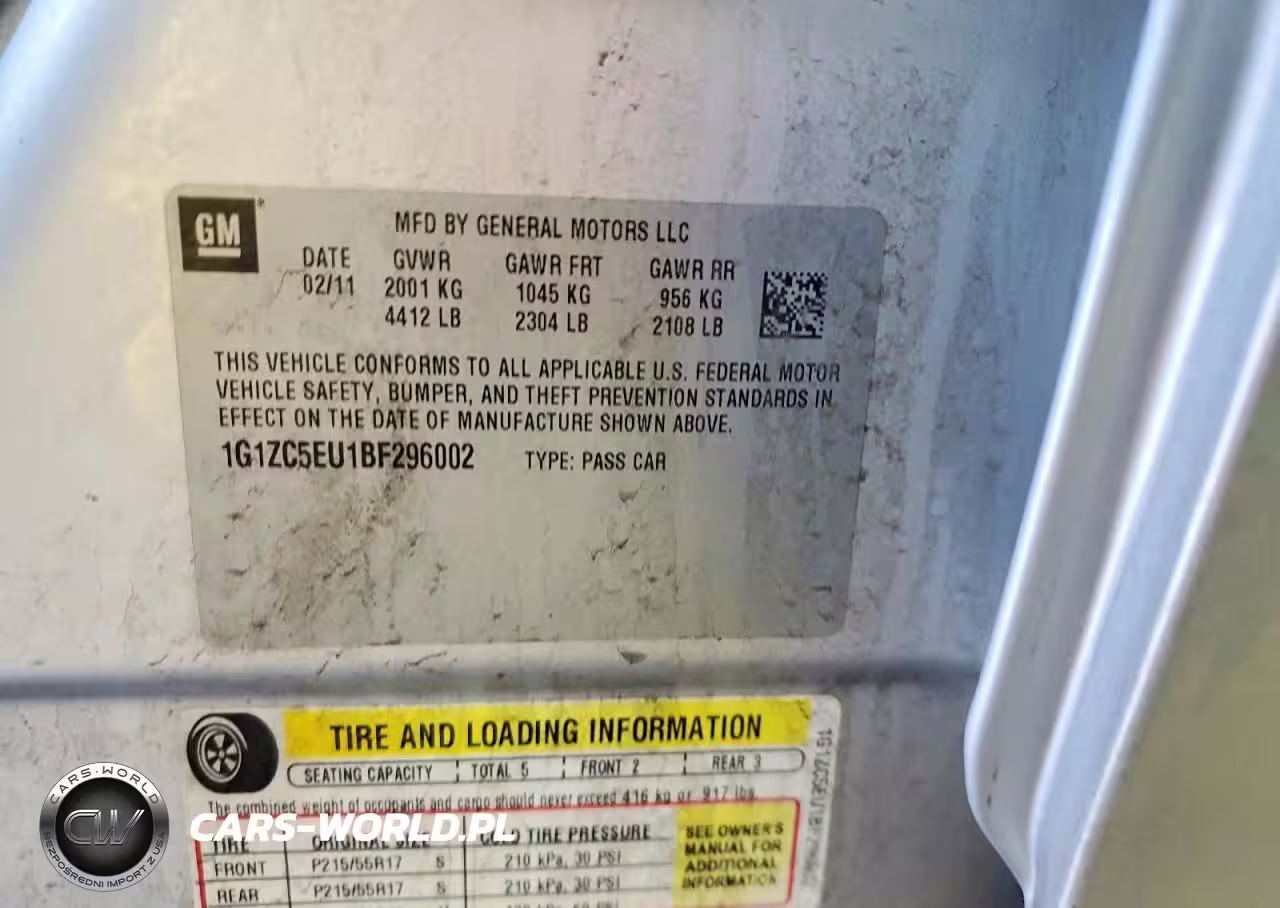 GM
MFD BY GENERAL MOTORS LLC
DATE GVWR GAWR FRT GAWR RR
02/11 2001 KG 1045 KG 956 KG
4412 LB 2304 LB 2108 LB
THIS VEHICLE CONFORMS TO ALL APPLICABLE U.S. FEDERAL MOTOR
VEHICLE SAFETY, BUMPER, AND THEFT PREVENTION STANDARDS IN
EFFECT ON THE DATE OF MANUFACTURE SHOWN ABOVE.
1G1ZC5EU1BF296002 TYPE: PASS CAR
TIRE AND LOADING INFORMATION
SEATING CAPACITY TOTAL 5 FRONT 2 REAR 3
The combined weight of occupants and cargo should never exceed 416 kg or 917 lbs
TIRE ORIGINAL SIZE COLD TIRE PRESSURE
FRONT P215/55R17 S 210 kPa, 30 PSI
REAR P215/55R17 S 210 kPa, 30 PSI
SEE OWNER'S
MANUAL FOR
ADDITIONAL
INFORMATION
CARS-WORLD
CW
BEZPOŚREDNI IMPORT Z USA
CARS-WORLD.PL